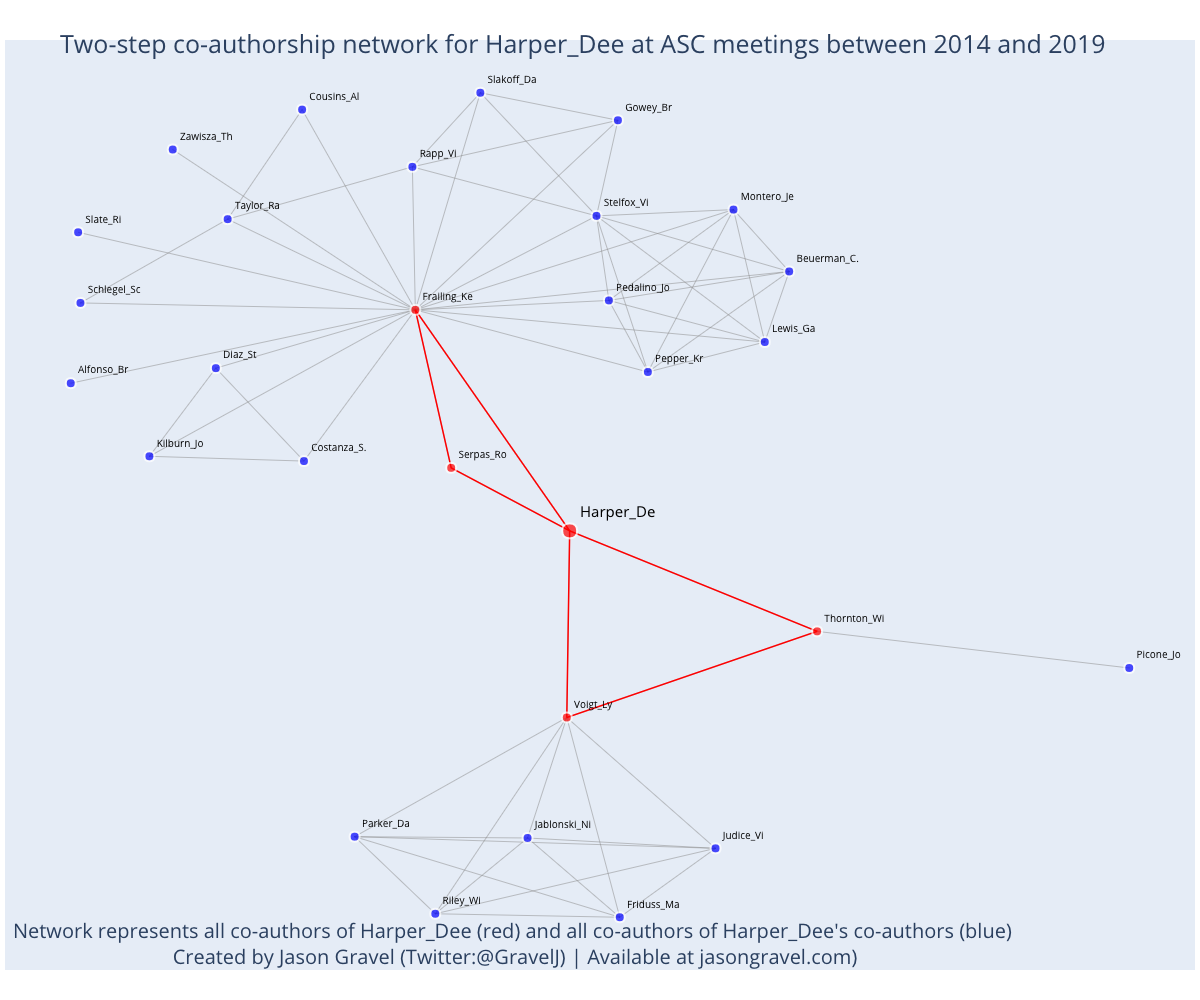 Two-step co-authorship network for Harper_Dee at ASC meetings between 2014 and 2019
Slakoff_Da
Cousins_Al
Gowey_Br
Zawisza_Th
Rapp_Vi
Montero_Je
Stelfox_Vi
Taylor_Ra
Slate_Ri
Beuerman_C.
Schlegel_Sc
Pedalino_Jo
Frailing_Ke
Lewis_Ga
Diaz_St
Pepper_Kr
Alfonso_Br
Kilburn_Jo
Costanza_S.
Serpas_Ro
Harper_De
Thornton_Wi
Picone_Jo
Voigt_Ly
Parker_Da
Jablonski_Ni
Judice_Vi
Riley_Wi
Friduss_Ma
Network represents all co-authors of Harper_Dee (red) and all co-authors of Harper_Dee's co-authors (blue)
Created by Jason Gravel (Twitter:@GravelJ) | Available at jasongravel.com)